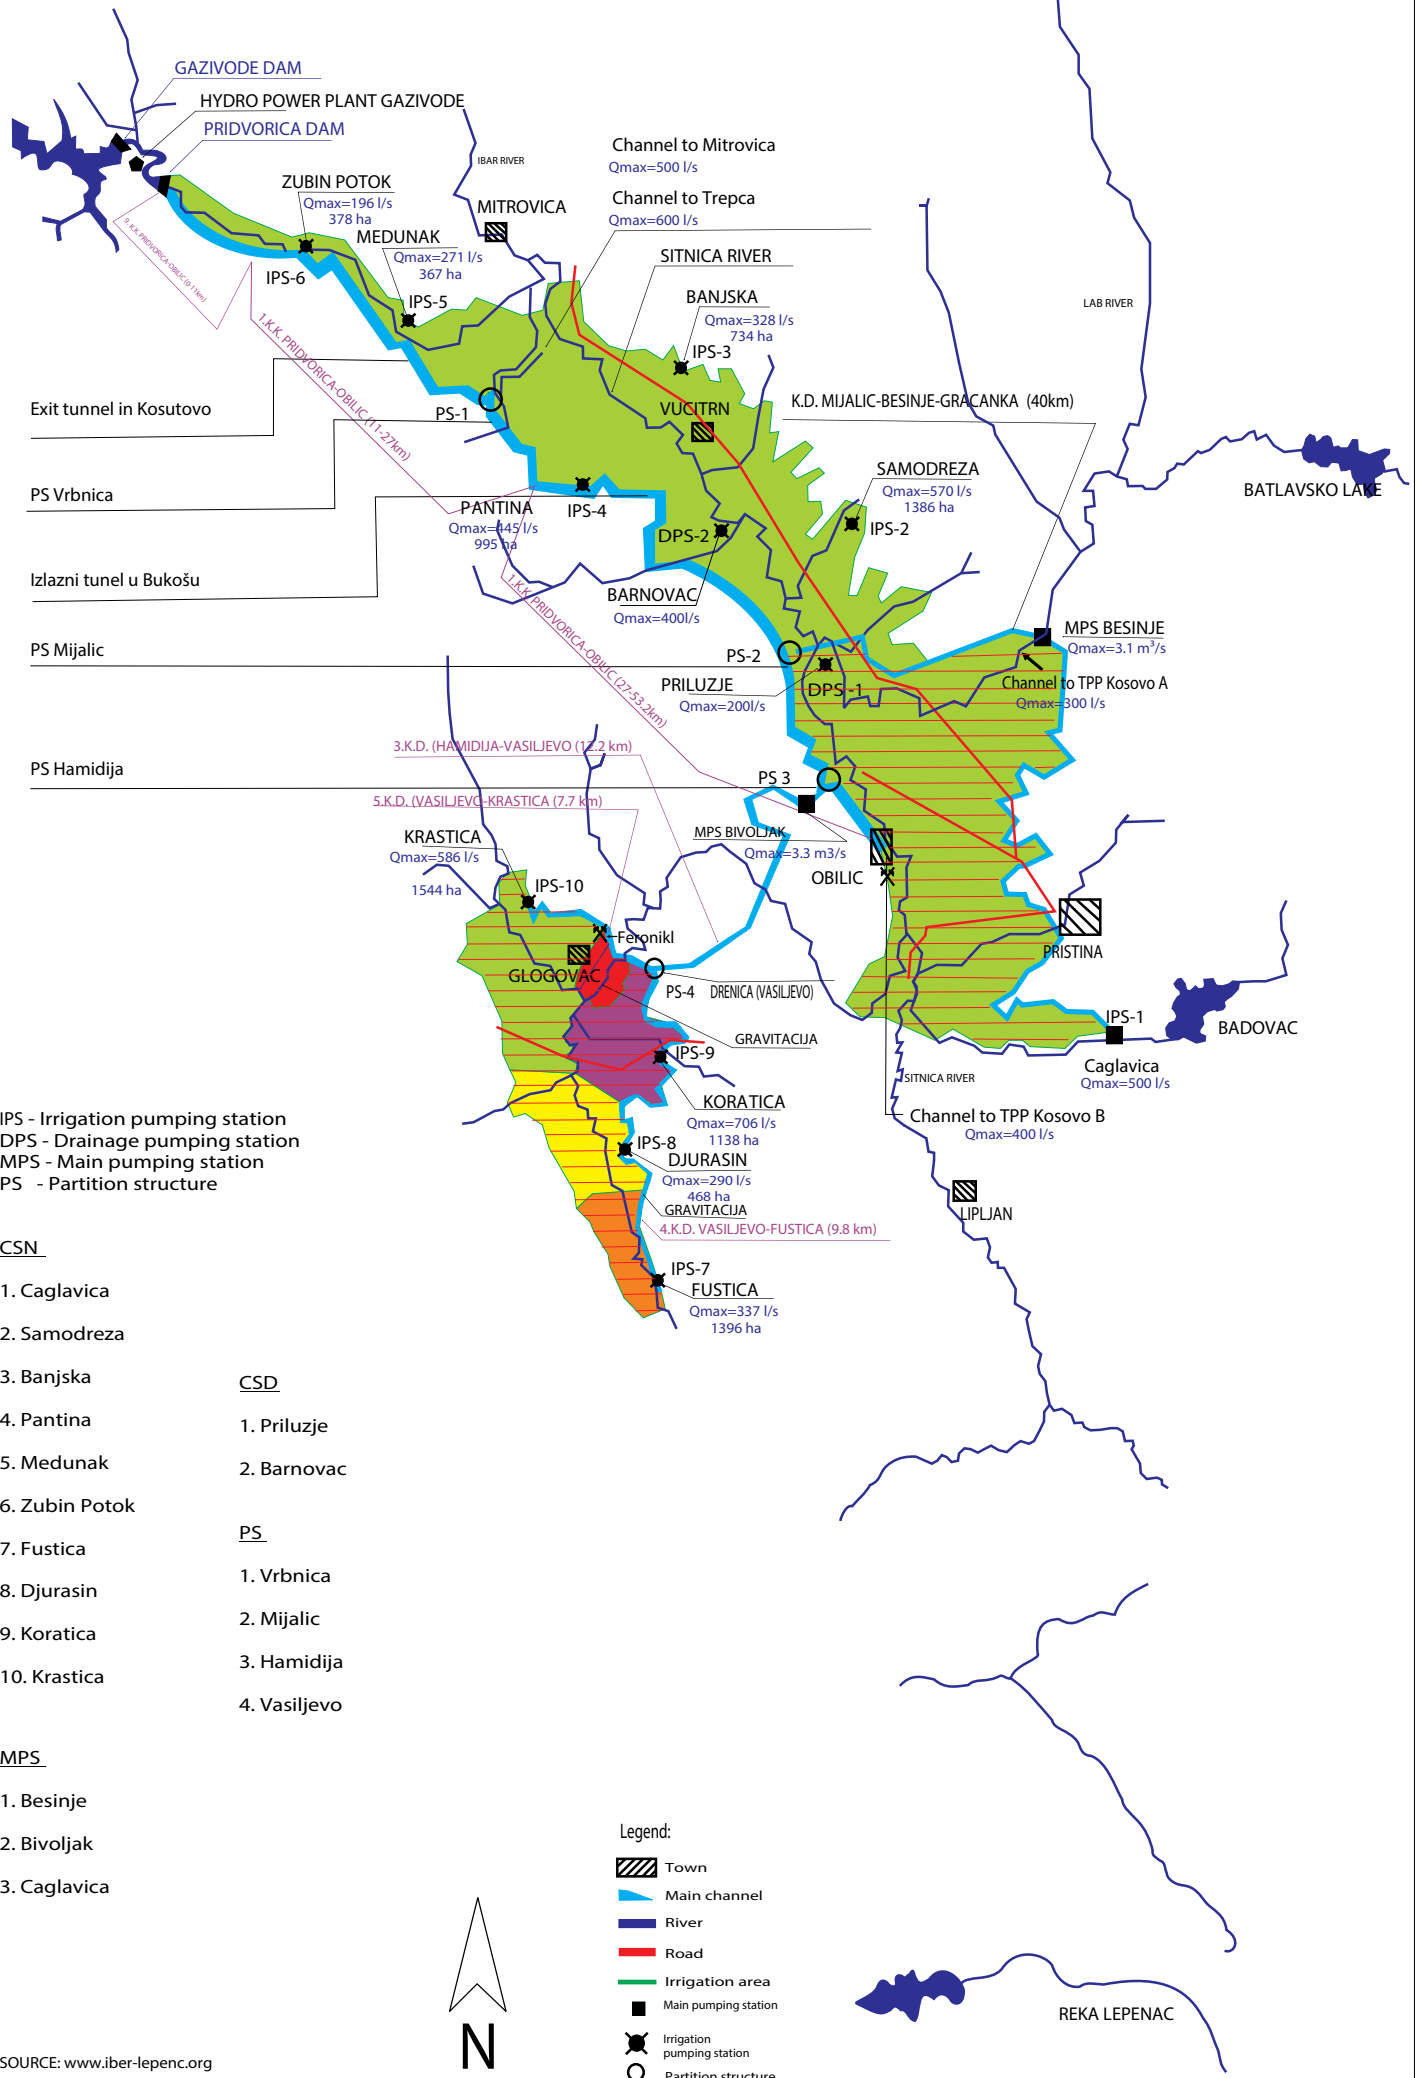 GAZIVODE DAM
HYDRO POWER PLANT GAZIVODE
PRIDVORICA DAM
IBAR RIVER
Channel to Mitrovica
Qmax=500 l/s
ZUBIN POTOK
Qmax=196 l/s
378 ha
Channel to Trepca
Qmax=600 l/s
MITROVICA
9.K.K. PRIDVORICA-OBILIC (0-11km)
MEDUNAK
Qmax=271 l/s
367 ha
IPS-6
SITNICA RIVER
IPS-5
BANJSKA
Qmax=328 l/s
734 ha
LAB RIVER
1.K.K. PRIDVORICA-OBILIC (11-27km)
IPS-3
Exit tunnel in Kosutovo
PS-1
VUCITRN
K.D. MIJALIC-BESINJE-GRACANKA (40km)
SAMODREZA
Qmax=570 l/s
1386 ha
BATLAVSKO LAKE
PS Vrbnica
PANTINA
Qmax=445 l/s
995 ha
IPS-4
DPS-2
IPS-2
Izlazni tunel u Bukošu
1.K.K. PRIDVORICA-OBILIC (27-53.2km)
BARNOVAC
Qmax=400l/s
MPS BESINJE
Qmax=3.1 m³/s
PS Mijalic
PS-2
PRILUZJE
Qmax=200l/s
DPS -1
Channel to TPP Kosovo A
Qmax=300 l/s
3.K.D. (HAMIDIJA-VASILJEVO (12.2 km)
PS Hamidija
PS 3
5.K.D. (VASILJEVO-KRASTICA (7.7 km)
KRASTICA
Qmax=586 l/s
1544 ha
MPS BIVOLJAK
Qmax=3.3 m3/s
OBILIC
IPS-10
Feronikl
GLOGOVAC
PRISTINA
PS-4
DRENICA (VASILJEVO)
GRAVITACIJA
IPS-1
BADOVAC
IPS-9
Caglavica
Qmax=500 l/s
SITNICA RIVER
KORATICA
Qmax=706 l/s
1138 ha
Channel to TPP Kosovo B
Qmax=400 l/s
IPS - Irrigation pumping station
DPS - Drainage pumping station
MPS - Main pumping station
PS - Partition structure
IPS-8
DJURASIN
Qmax=290 l/s
468 ha
GRAVITACIJA
4.K.D. VASILJEVO-FUSTICA (9.8 km)
LIPLJAN
IPS-7
FUSTICA
Qmax=337 l/s
1396 ha
CSN
1. Caglavica
2. Samodreza
3. Banjska
4. Pantina
5. Medunak
6. Zubin Potok
7. Fustica
8. Djurasin
9. Koratica
10. Krastica
CSD
1. Priluzje
2. Barnovac
PS
1. Vrbnica
2. Mijalic
3. Hamidija
4. Vasiljevo
MPS
1. Besinje
2. Bivoljak
3. Caglavica
Legend:
Town
Main channel
River
Road
Irrigation area
Main pumping station
Irrigation
pumping station
Partition structure
N
REKA LEPENAC
SOURCE: www.iber-lepenc.org